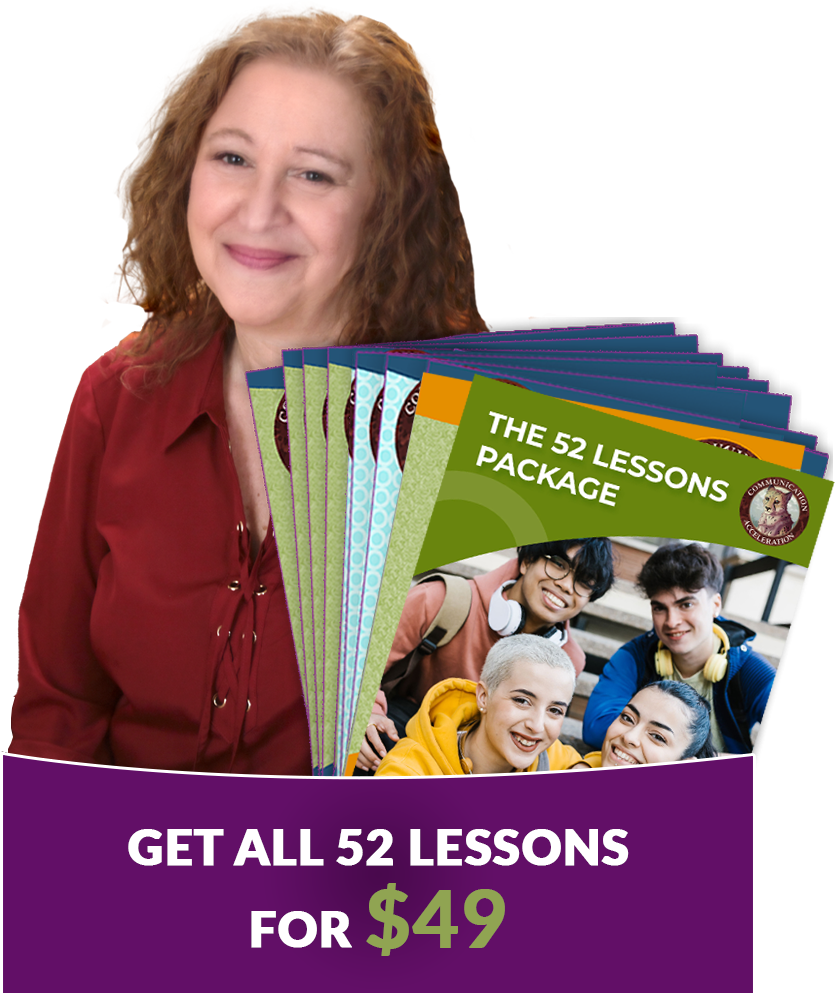 THE 52 LESSONS
PACKAGE
COMMUNICATION
ACCELERATION
GET ALL 52 LESSONS
FOR $49